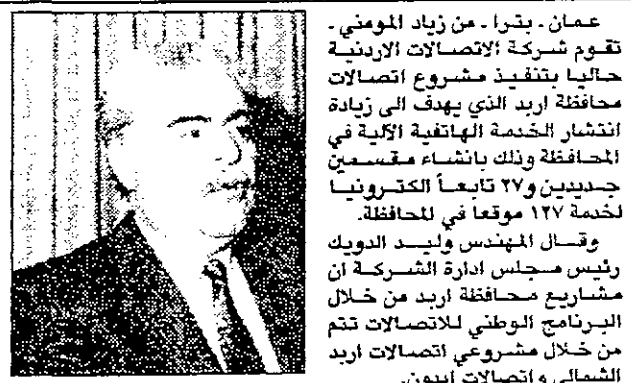 عمان ـ بترا ـ من زياد المومني ـ
تقوم شركة الاتصالات الاردنية
حاليا بتنفيذ مشروع اتصالات
محافظة اربد الذي يهدف الى زيادة
انتشار الخدمة الهاتفية الآلية في
المحافظة وذلك بانشاء مقسمين
جديدين و٢٧ تابعاً الكترونيا
لخدمة ١٢٧ موقعا في المحافظة.
وقال المهندس وليد الدويك
رئيس مجلس ادارة الشركة ان
مشاريع محافظة اربد من خلال
البرنامج الوطني للاتصالات تتم
من خلال مشروعي اتصالات اربد
الشمالي واتصالات ايدون.